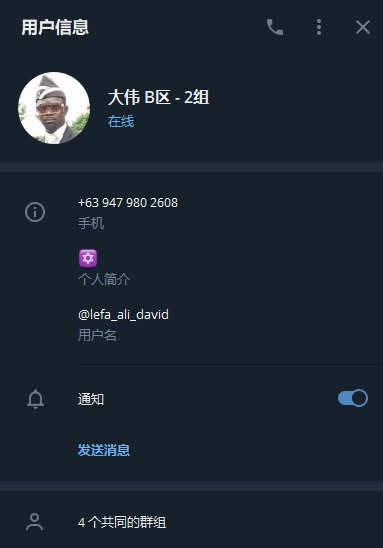 用户信息
大伟 B区 - 2组
在线
+63 947 980 2608
手机
🔯
个人简介
@lefa_ali_david
用户名
通知
发送消息
4 个共同的群组